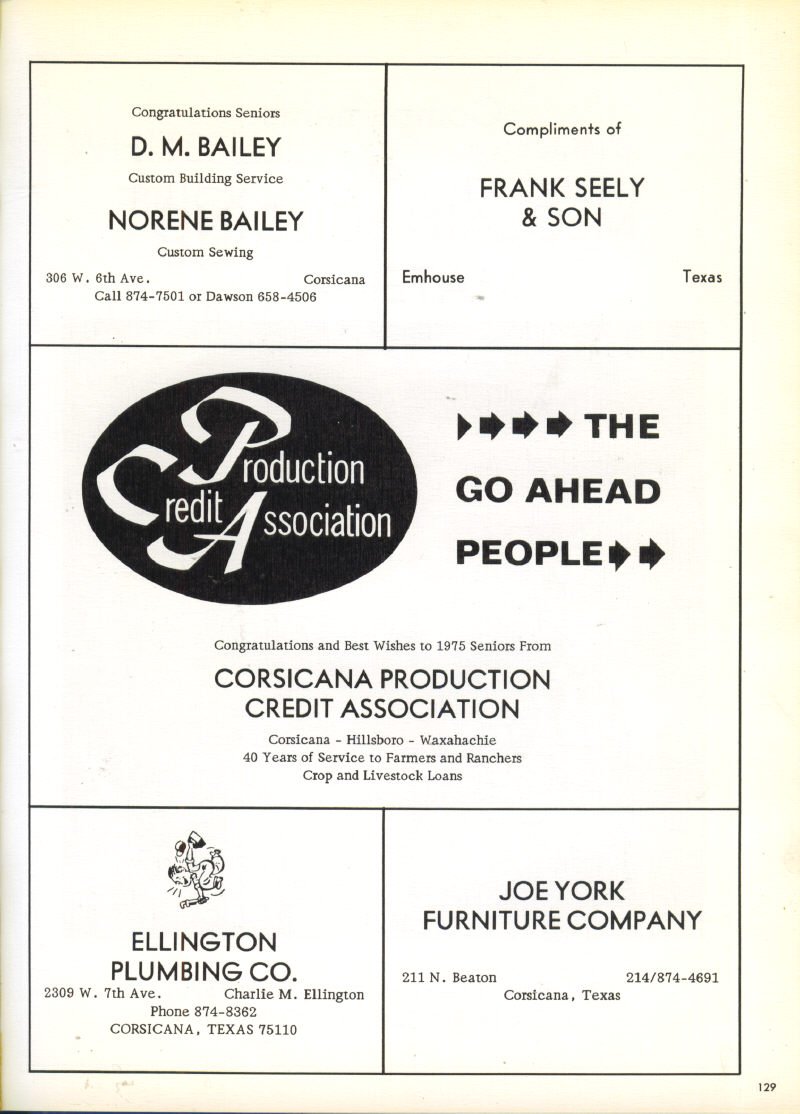 Congratulations Seniors
D. M. BAILEY
Custom Building Service
NORENE BAILEY
Custom Sewing
306 W. 6th Ave. Corsicana
Call 874-7501 or Dawson 658-4506
Compliments of
FRANK SEELY
& SON
Emhouse Texas
Production
Credit Association
THE
GO AHEAD
PEOPLE
Congratulations and Best Wishes to 1975 Seniors From
CORSICANA PRODUCTION
CREDIT ASSOCIATION
Corsicana - Hillsboro - Waxahachie
40 Years of Service to Farmers and Ranchers
Crop and Livestock Loans
ELLINGTON
PLUMBING CO.
2309 W. 7th Ave. Charlie M. Ellington
Phone 874-8362
CORSICANA, TEXAS 75110
JOE YORK
FURNITURE COMPANY
211 N. Beaton 214/874-4691
Corsicana, Texas
129